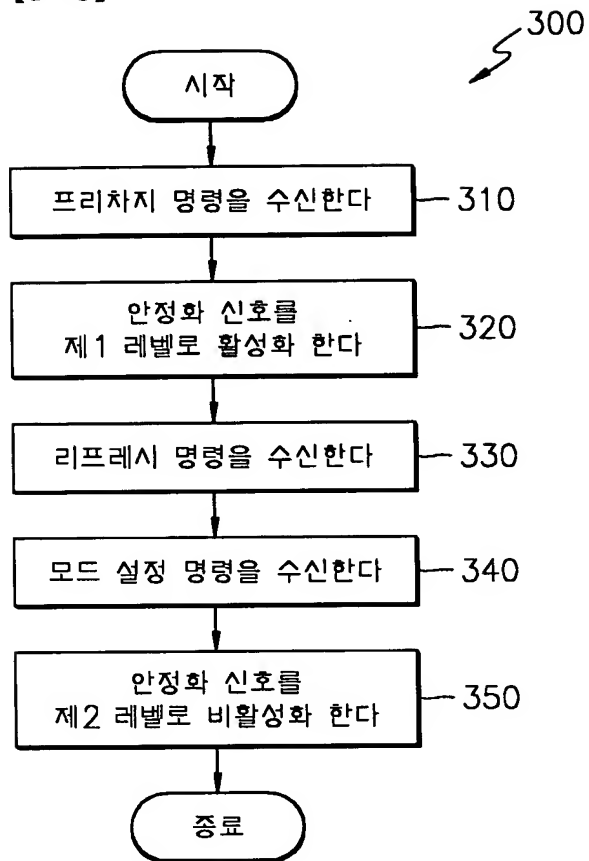 300
시작
프리차지 명령을 수신한다
310
안정화 신호를
제1 레벨로 활성화 한다
320
리프레시 명령을 수신한다
330
모드 설정 명령을 수신한다
340
안정화 신호를
제2 레벨로 비활성화 한다
350
종료